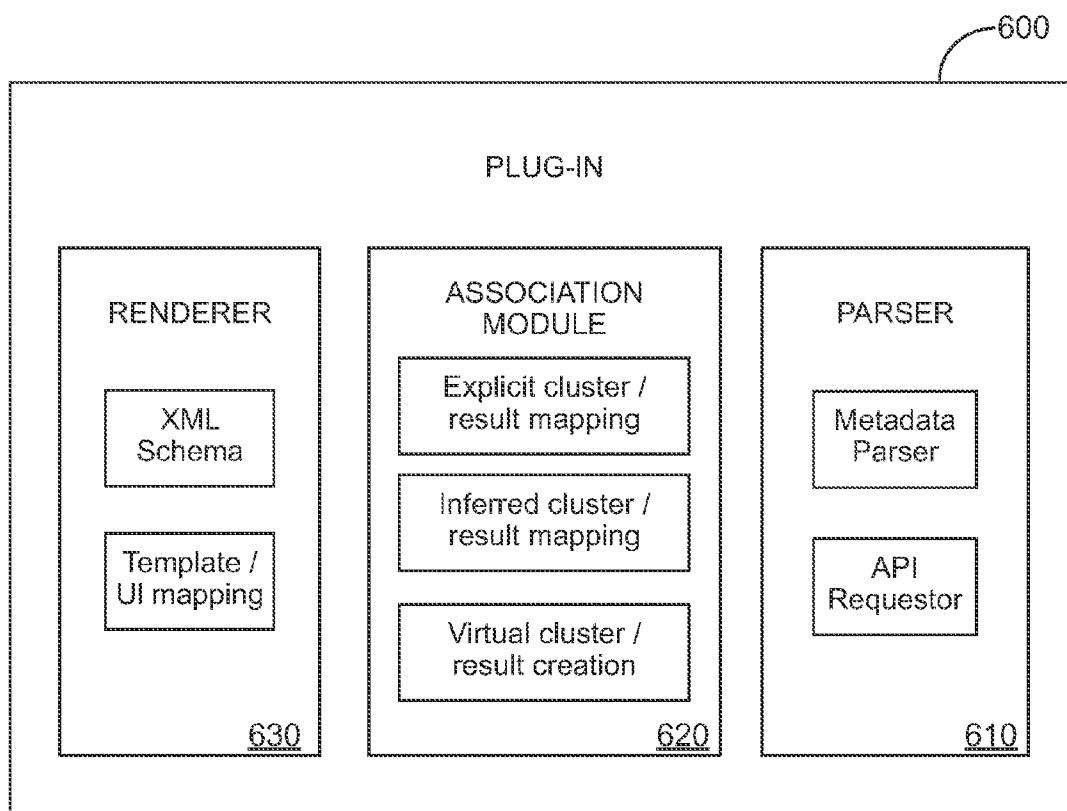 600
PLUG-IN
RENDERER
XML
Schema
Template /
UI mapping
630
ASSOCIATION
MODULE
Explicit cluster /
result mapping
Inferred cluster /
result mapping
Virtual cluster /
result creation
620
PARSER
Metadata
Parser
API
Requestor
610